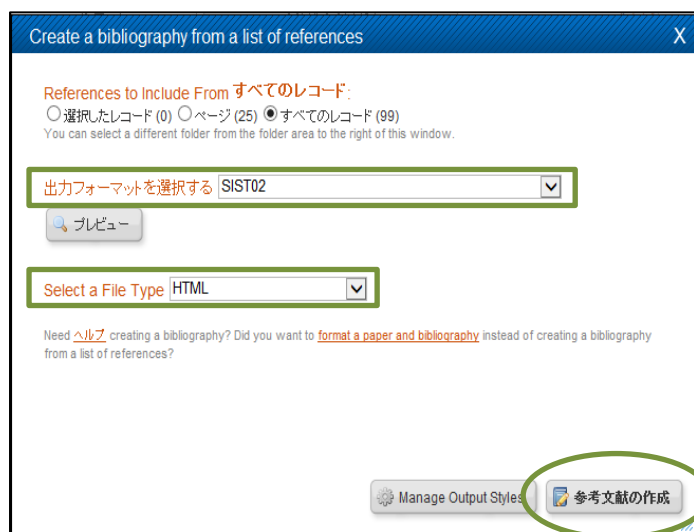 Create a bibliography from a list of references X
References to Include From すべてのレコード:
選択したレコード (0) ページ (25) すべてのレコード (99)
You can select a different folder from the folder area to the right of this window.
出力フォーマットを選択する SIST02
プレビュー
Select a File Type HTML
Need ヘルプ creating a bibliography? Did you want to format a paper and bibliography instead of creating a bibliography
from a list of references?
Manage Output Styles 参考文献の作成